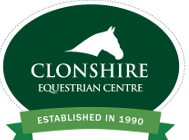 CLONSHIRE
EQUESTRIAN CENTRE
ESTABLISHED IN 1990